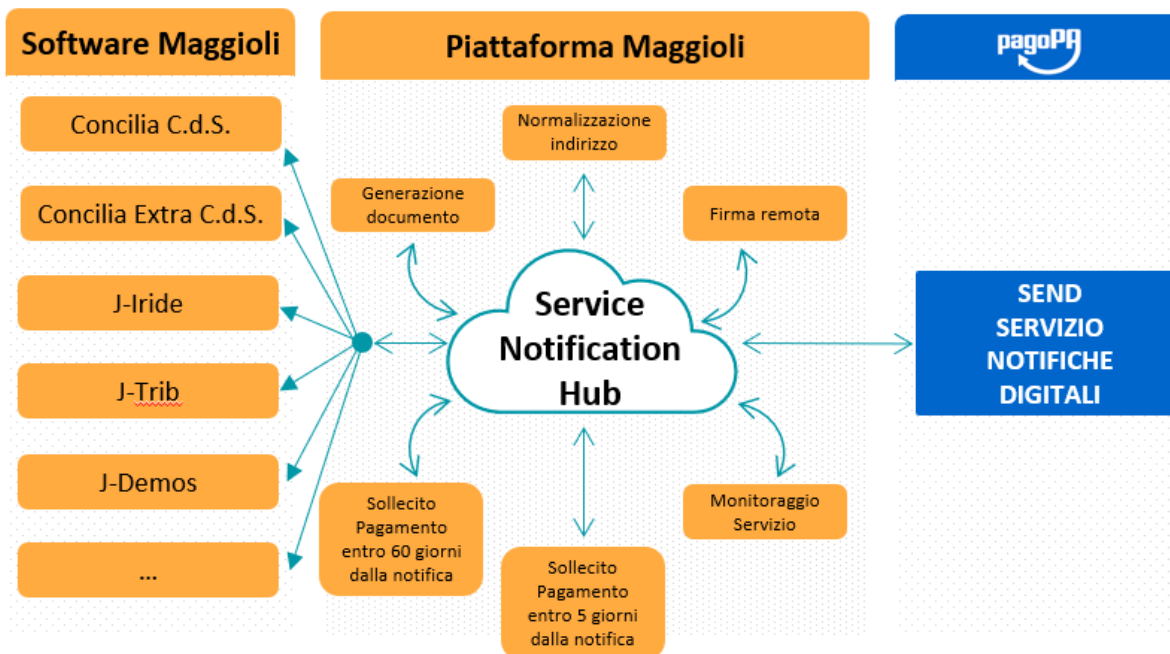 Software Maggioli
Piattaforma Maggioli
pagoPA
Concilia C.d.S.
Concilia Extra C.d.S.
J-Iride
J-Trib
J-Demos
...
Normalizzazione
indirizzo
Generazione
documento
Firma remota
Service
Notification
Hub
Sollecito
Pagamento
entro 60 giorni
dalla notifica
Sollecito
Pagamento
entro 5 giorni
dalla notifica
Monitoraggio
Servizio
SEND
SERVIZIO
NOTIFICHE
DIGITALI